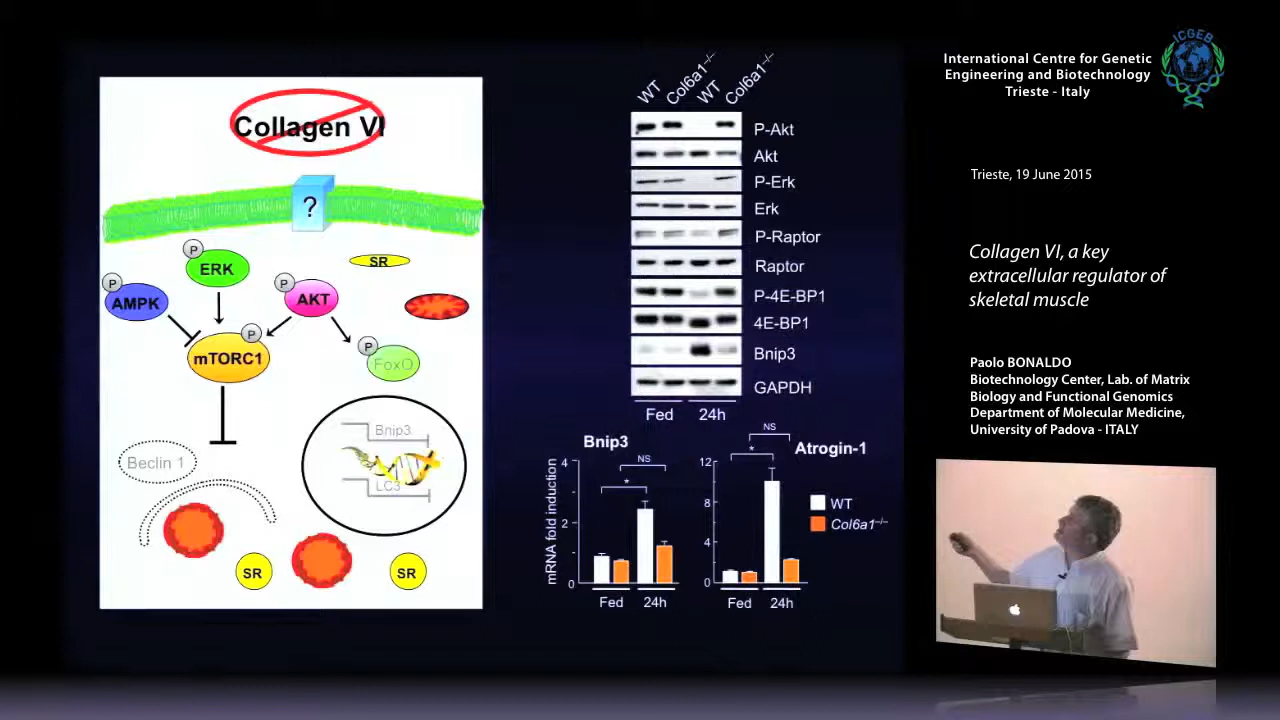 Collagen VI
?
P
ERK
SR
P
AMPK
P
AKT
P
mTORC1
P
FoxO
Bnip3
LC3
Beclin 1
SR
SR
WT
Col6a1–/–
WT
Col6a1–/–
P-Akt
Akt
P-Erk
Erk
P-Raptor
Raptor
P-4E-BP1
4E-BP1
Bnip3
GAPDH
Fed
24h
Bnip3
NS
*
mRNA fold induction
4
2
0
Fed
24h
Atrogin-1
NS
*
12
8
4
0
Fed
24h
WT
Col6a1–/–
ICGEB
International Centre for Genetic
Engineering and Biotechnology
Trieste - Italy
Trieste, 19 June 2015
Collagen VI, a key
extracellular regulator of
skeletal muscle
Paolo BONALDO
Biotechnology Center, Lab. of Matrix
Biology and Functional Genomics
Department of Molecular Medicine,
University of Padova - ITALY